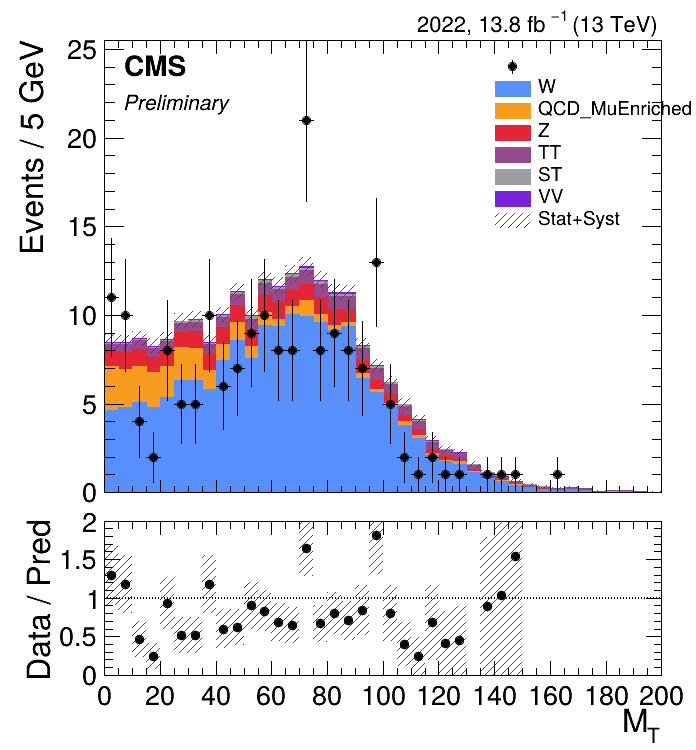 2022, 13.8 fb⁻¹ (13 TeV)
Events / 5 GeV
25
20
15
10
5
0
CMS
Preliminary
W
QCD_MuEnriched
Z
TT
ST
VV
Stat+Syst
Data / Pred
2
1.5
1
0.5
0
0 20 40 60 80 100 120 140 160 180 200
M_T